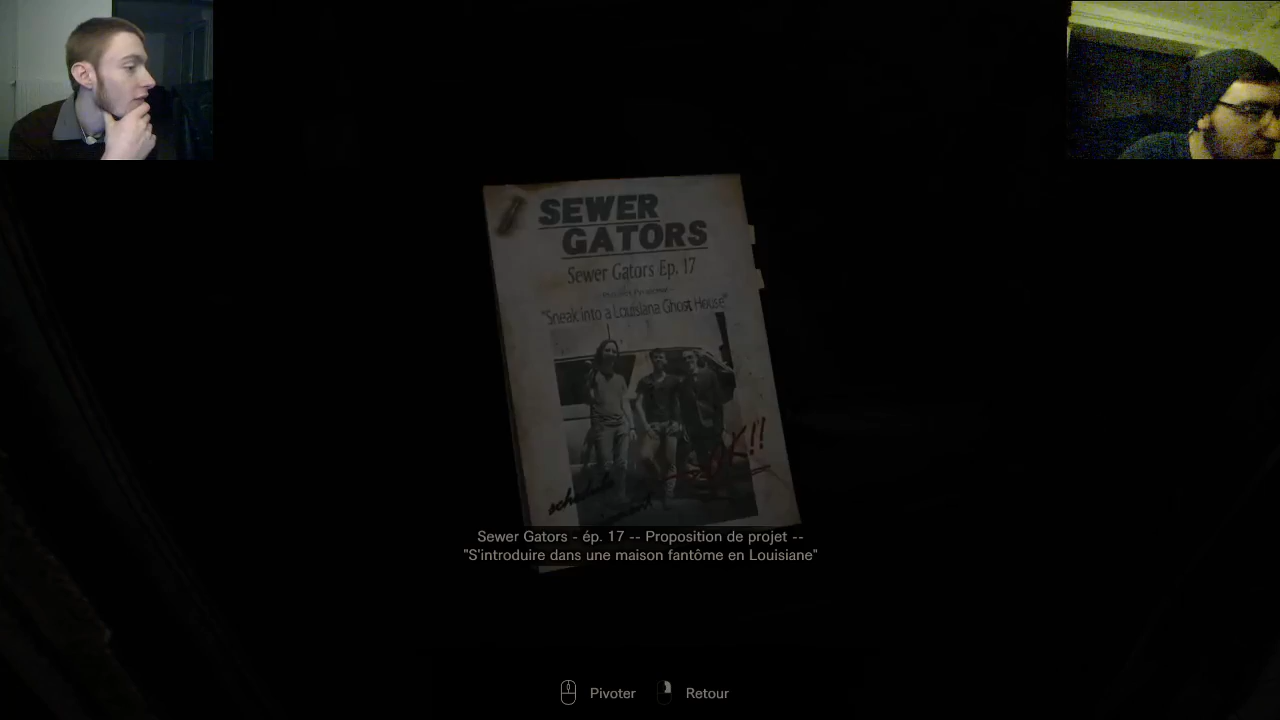 SEWER
GATORS
Sewer Gators Ep. 17
"Sneak into a Louisiana Ghost House"
OK!!
Sewer Gators - ép. 17 -- Proposition de projet --
"S'introduire dans une maison fantôme en Louisiane"
Pivoter
Retour